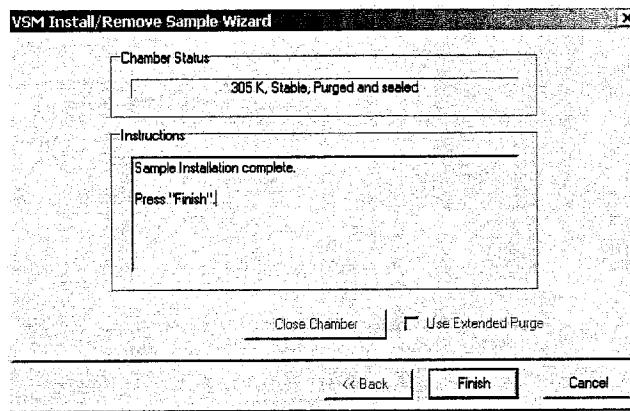 VSM Install/Remove Sample Wizard
Chamber Status
305 K, Stable, Purged and sealed
Instructions
Sample Installation complete.
Press "Finish".
Close Chamber
Use Extended Purge
<< Back
Finish
Cancel